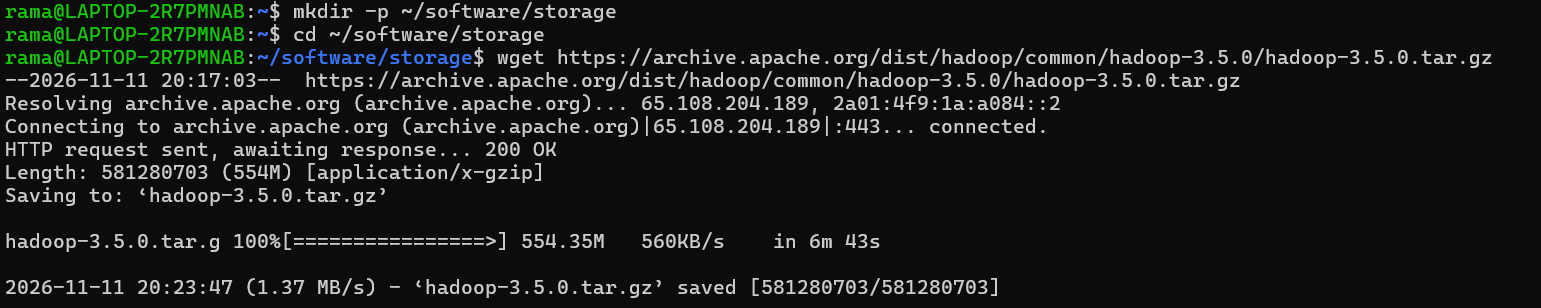 rama@LAPTOP-2R7PMNAB:~$ mkdir -p ~/software/storage
rama@LAPTOP-2R7PMNAB:~$ cd ~/software/storage
rama@LAPTOP-2R7PMNAB:~/software/storage$ wget https://archive.apache.org/dist/hadoop/common/hadoop-3.5.0/hadoop-3.5.0.tar.gz
--2026-11-11 20:17:03--  https://archive.apache.org/dist/hadoop/common/hadoop-3.5.0/hadoop-3.5.0.tar.gz
Resolving archive.apache.org (archive.apache.org)... 65.108.204.189, 2a01:4f9:1a:a084::2
Connecting to archive.apache.org (archive.apache.org)|65.108.204.189|:443... connected.
HTTP request sent, awaiting response... 200 OK
Length: 581280703 (554M) [application/x-gzip]
Saving to: ‘hadoop-3.5.0.tar.gz’
hadoop-3.5.0.tar.g 100%[================>] 554.35M   560KB/s    in 6m 43s
2026-11-11 20:23:47 (1.37 MB/s) - ‘hadoop-3.5.0.tar.gz’ saved [581280703/581280703]